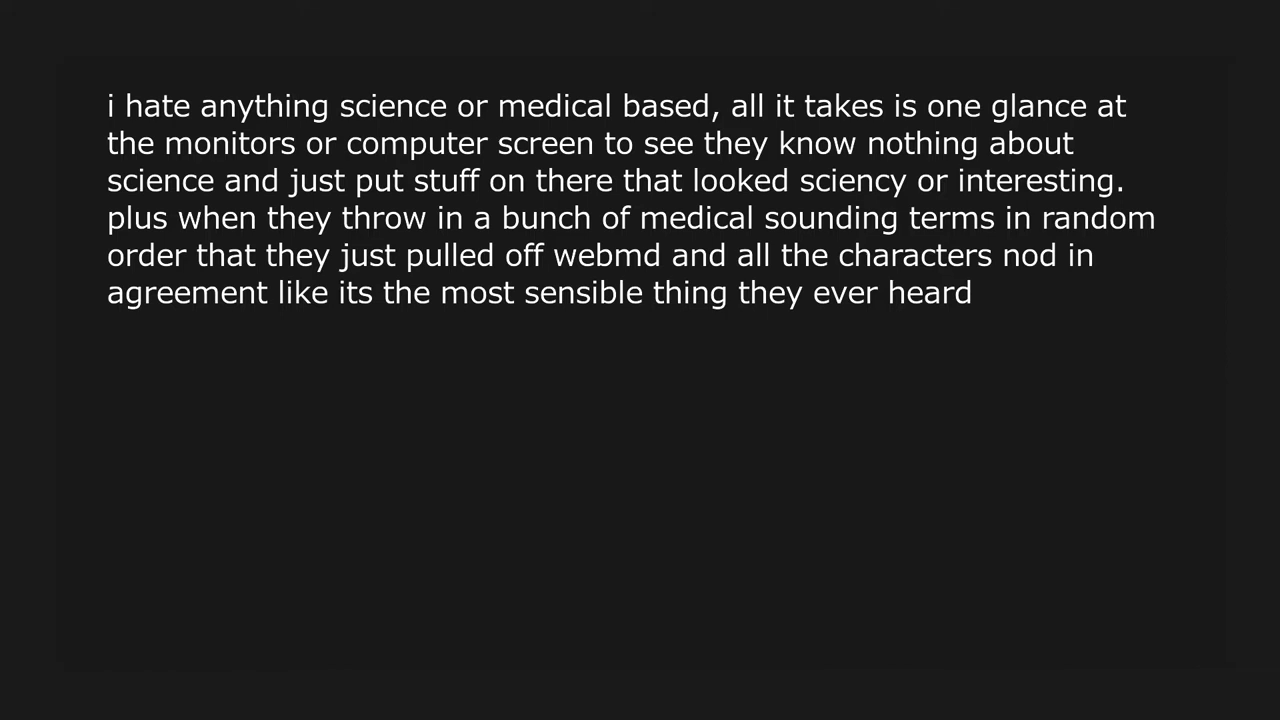 i hate anything science or medical based, all it takes is one glance at
the monitors or computer screen to see they know nothing about
science and just put stuff on there that looked sciency or interesting.
plus when they throw in a bunch of medical sounding terms in random
order that they just pulled off webmd and all the characters nod in
agreement like its the most sensible thing they ever heard